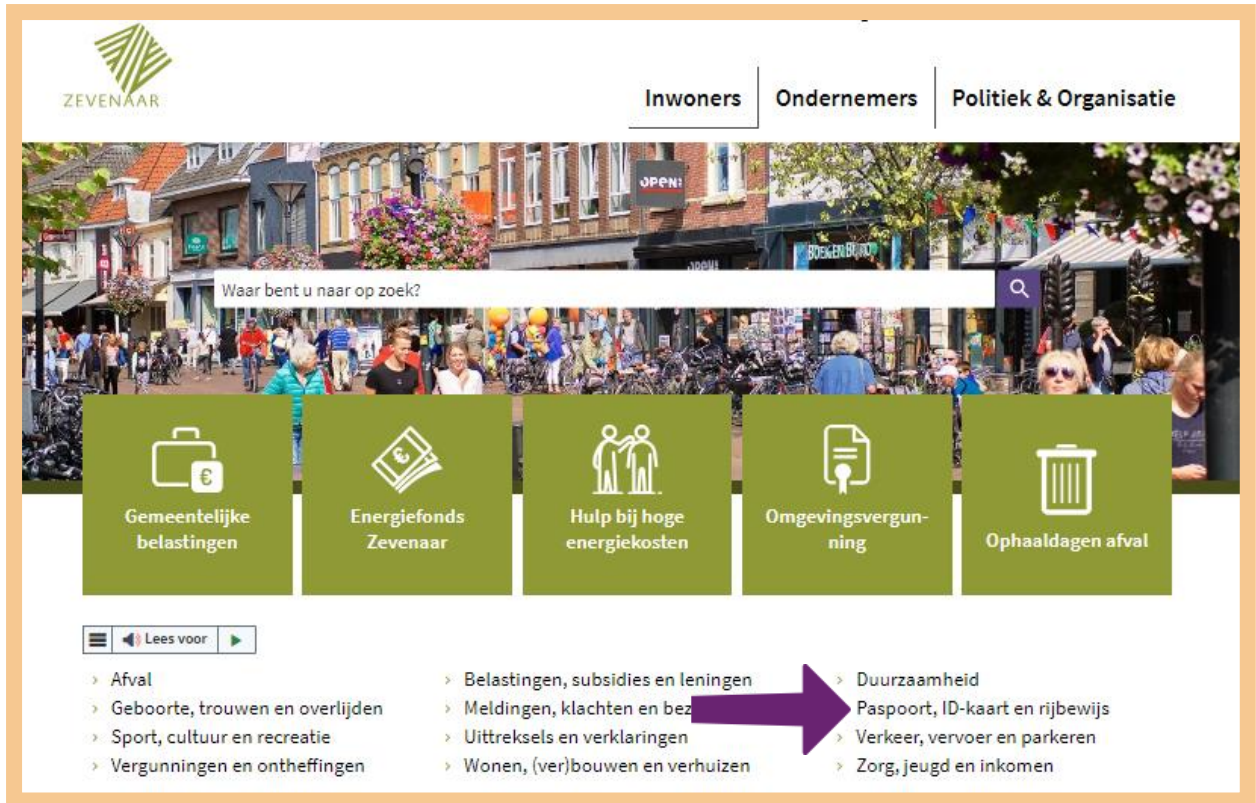 ZEVENAAR
Inwoners
Ondernemers
Politiek & Organisatie
OPEN:
BOEKEN BURO
Waar bent u naar op zoek?
Gemeentelijke
belastingen
Energiefonds
Zevenaar
Hulp bij hoge
energiekosten
Omgevingsvergun-
ning
Ophaaldagen afval
Lees voor
› Afval
› Geboorte, trouwen en overlijden
› Sport, cultuur en recreatie
› Vergunningen en ontheffingen
› Belastingen, subsidies en leningen
› Meldingen, klachten en bez
› Uittreksels en verklaringen
› Wonen, (ver)bouwen en verhuizen
› Duurzaamheid
Paspoort, ID-kaart en rijbewijs
› Verkeer, vervoer en parkeren
› Zorg, jeugd en inkomen